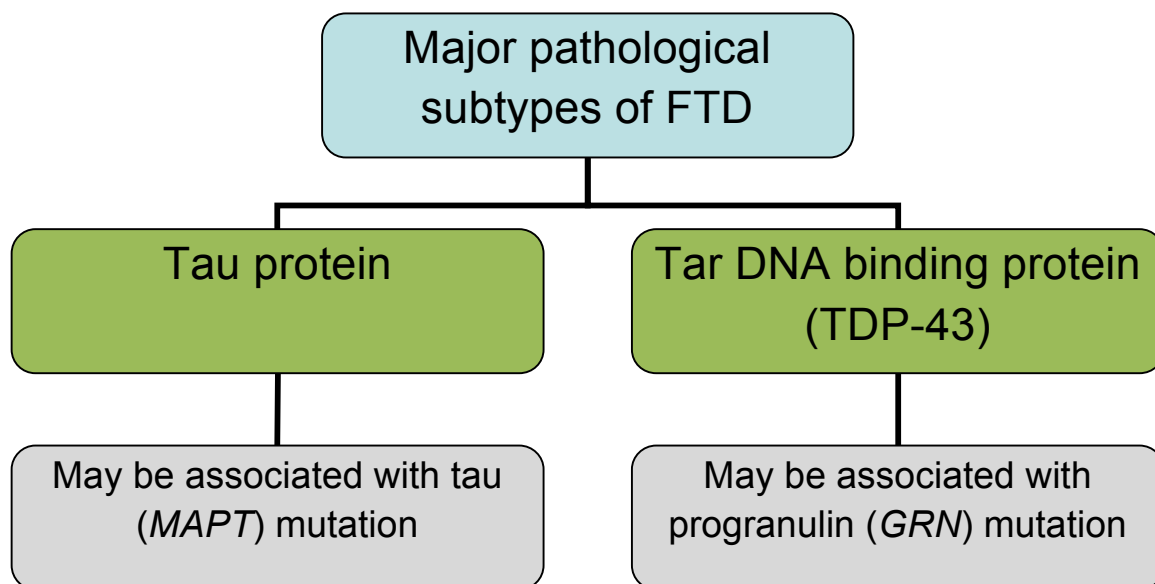 Major pathological
subtypes of FTD
Tau protein
Tar DNA binding protein
(TDP-43)
May be associated with tau
(MAPT) mutation
May be associated with
progranulin (GRN) mutation